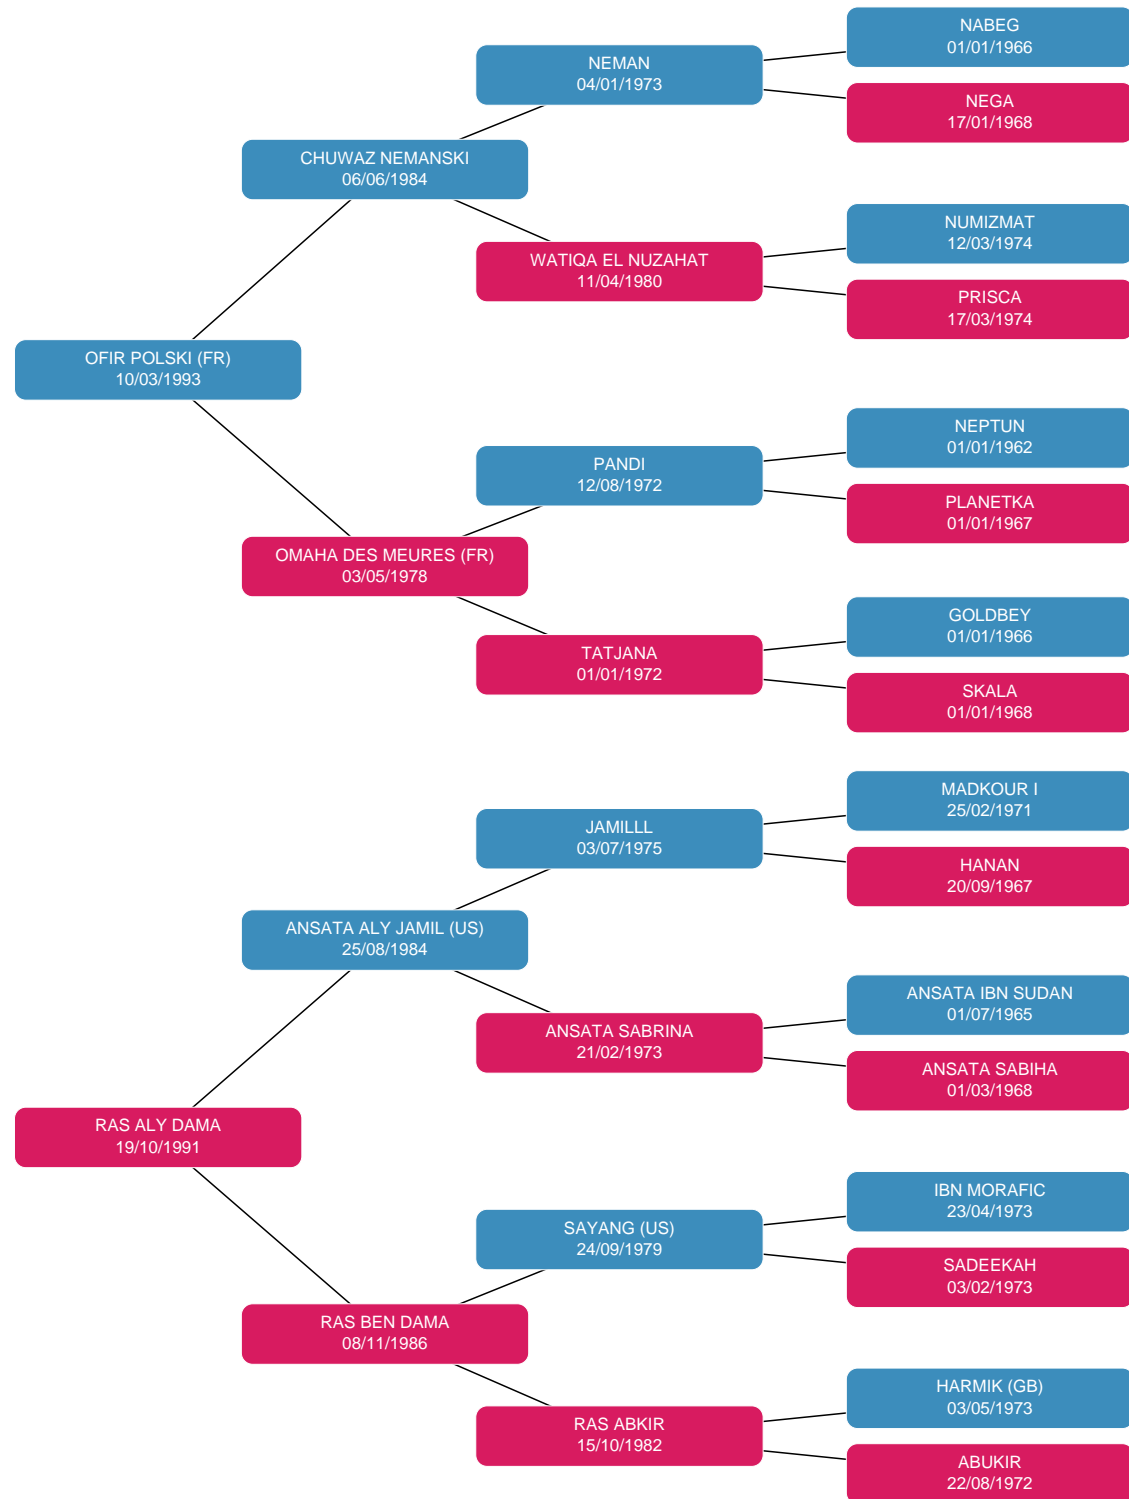 NABEG
01/01/1966
NEMAN
04/01/1973
NEGA
17/01/1968
CHUWAZ NEMANSKI
06/06/1984
NUMIZMAT
12/03/1974
WATIQA EL NUZAHAT
11/04/1980
PRISCA
17/03/1974
OFIR POLSKI (FR)
10/03/1993
NEPTUN
01/01/1962
PANDI
12/08/1972
PLANETKA
01/01/1967
OMAHA DES MEURES (FR)
03/05/1978
GOLDBEY
01/01/1966
TATJANA
01/01/1972
SKALA
01/01/1968
MADKOUR I
25/02/1971
JAMILLL
03/07/1975
HANAN
20/09/1967
ANSATA ALY JAMIL (US)
25/08/1984
ANSATA IBN SUDAN
01/07/1965
ANSATA SABRINA
21/02/1973
ANSATA SABIHA
01/03/1968
RAS ALY DAMA
19/10/1991
IBN MORAFIC
23/04/1973
SAYANG (US)
24/09/1979
SADEEKAH
03/02/1973
RAS BEN DAMA
08/11/1986
HARMIK (GB)
03/05/1973
RAS ABKIR
15/10/1982
ABUKIR
22/08/1972